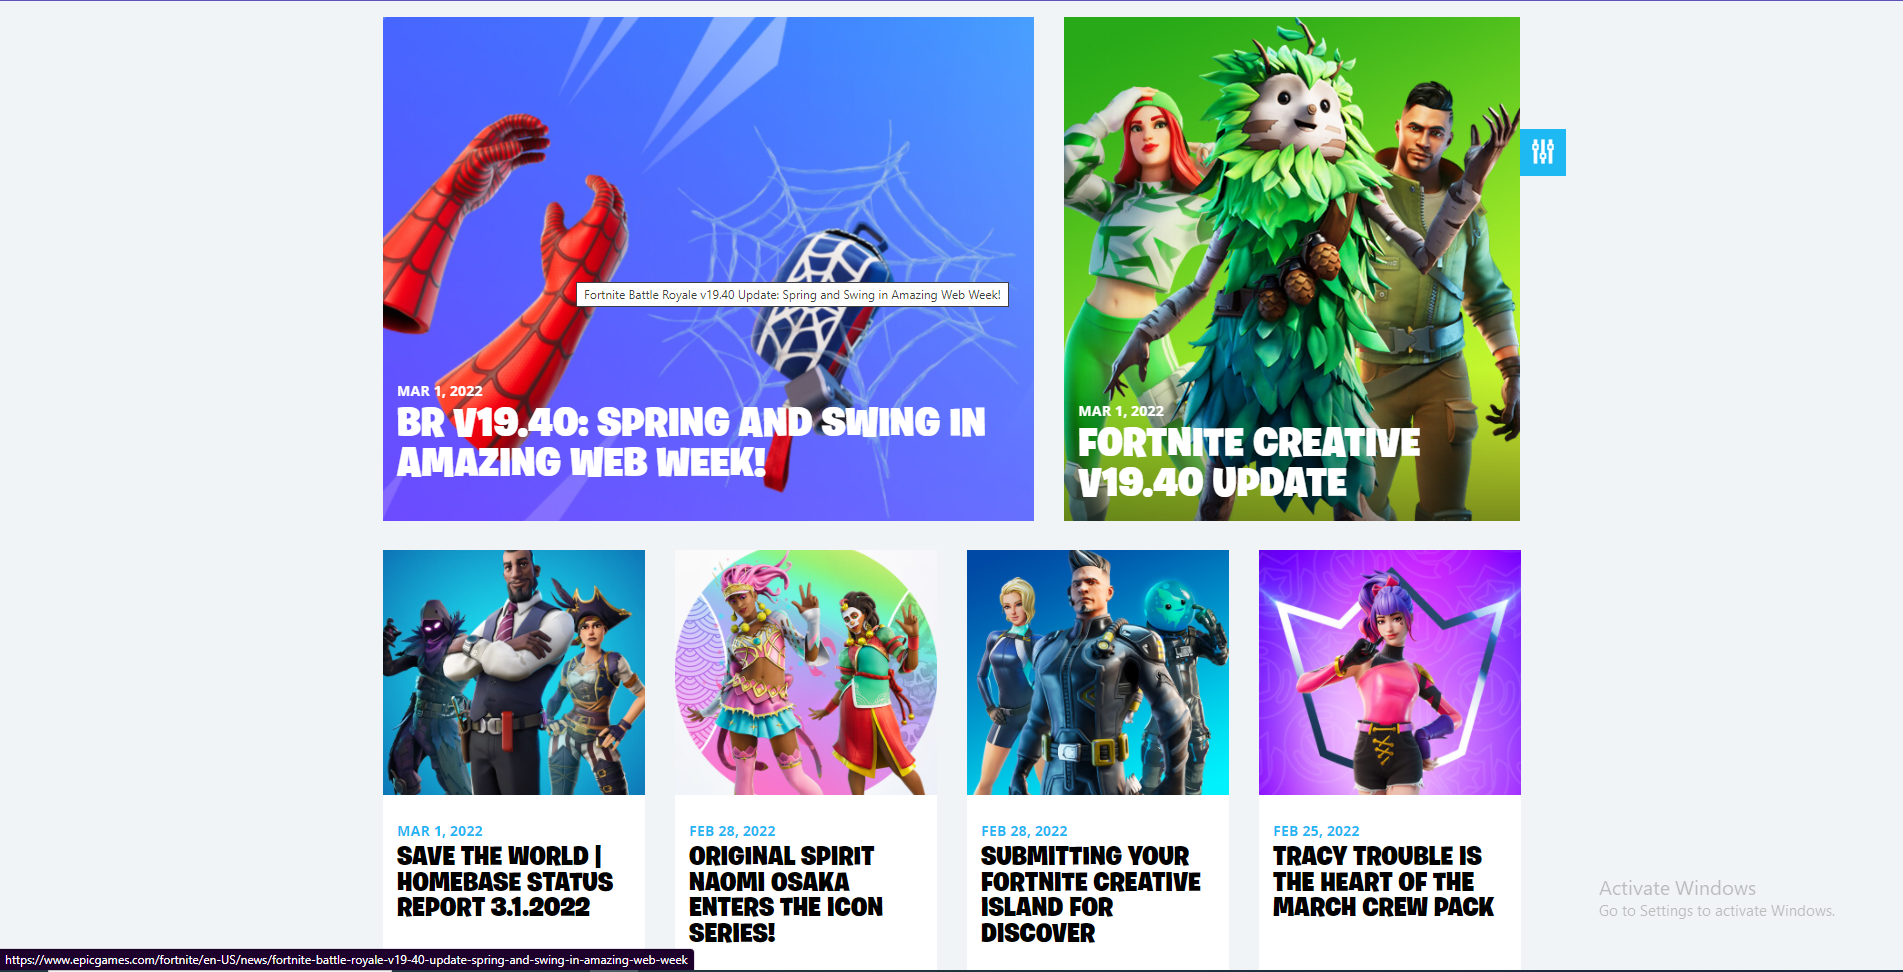 Fortnite Battle Royale v19.40 Update: Spring and Swing in Amazing Web Week!
MAR 1, 2022
BR V19.40: SPRING AND SWING IN
AMAZING WEB WEEK!
MAR 1, 2022
FORTNITE CREATIVE
V19.40 UPDATE
MAR 1, 2022
SAVE THE WORLD |
HOMEBASE STATUS
REPORT 3.1.2022
FEB 28, 2022
ORIGINAL SPIRIT
NAOMI OSAKA
ENTERS THE ICON
SERIES!
FEB 28, 2022
SUBMITTING YOUR
FORTNITE CREATIVE
ISLAND FOR
DISCOVER
FEB 25, 2022
TRACY TROUBLE IS
THE HEART OF THE
MARCH CREW PACK
Activate Windows
Go to Settings to activate Windows.
https://www.epicgames.com/fortnite/en-US/news/fortnite-battle-royale-v19-40-update-spring-and-swing-in-amazing-web-week